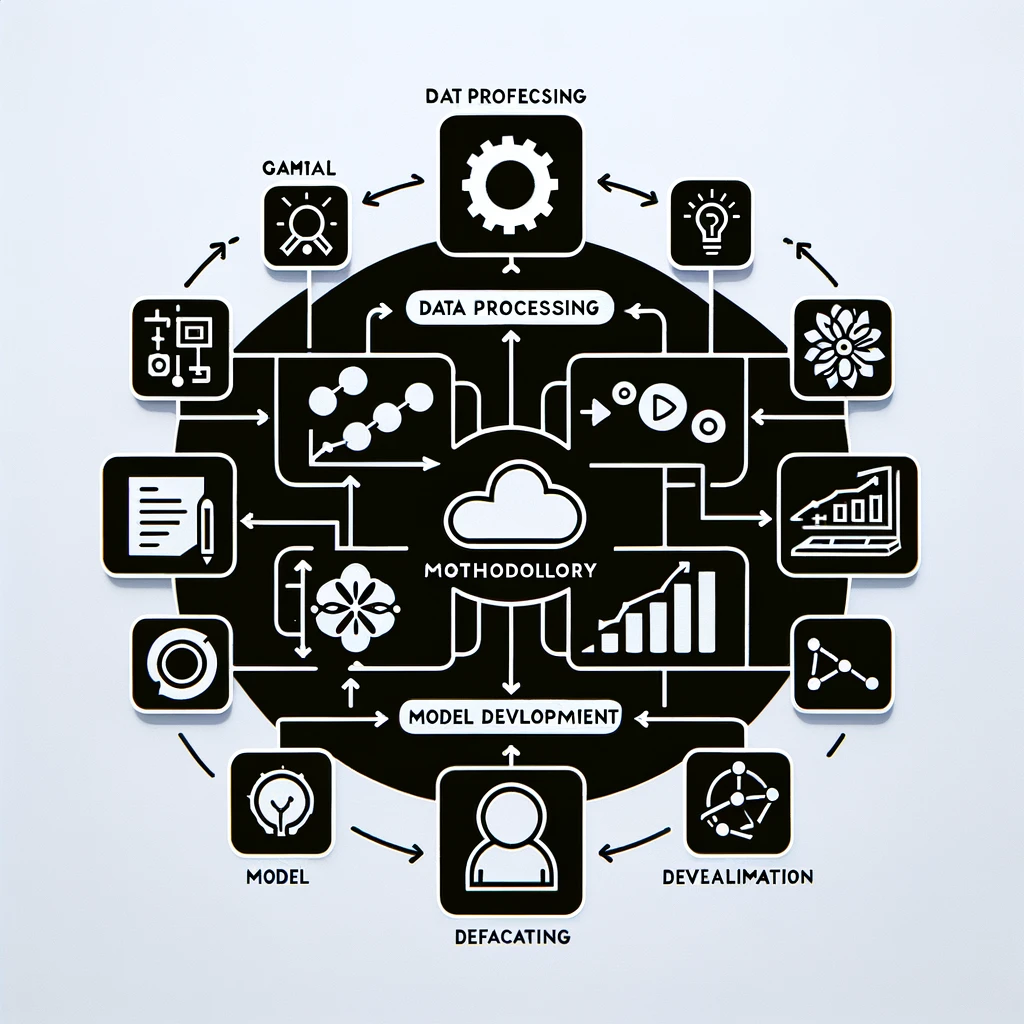 DAT PROFECSING
GAMIAL
DATA PROCESSING
MOTHODOLLORY
MODEL DEVLOPMIENT
MODEL
DEVEALIMATION
DEFACATING